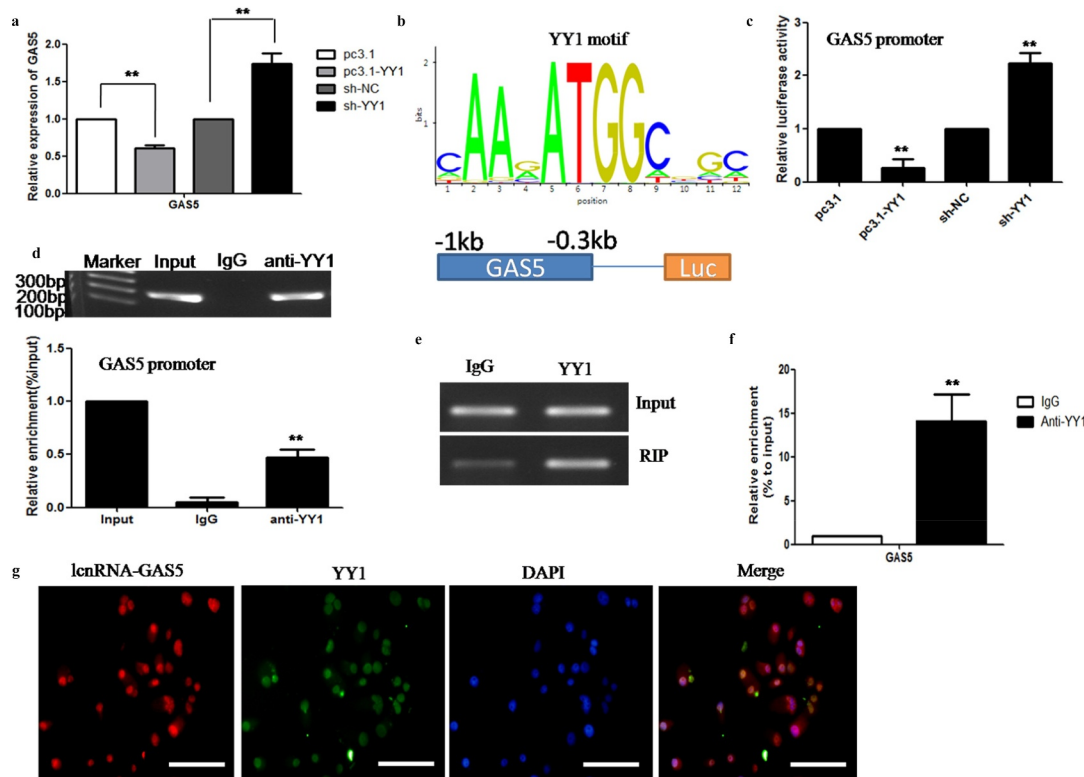 a
Relative expression of GAS5
2.0
1.5
1.0
0.5
0.0
**
**
GAS5
pc3.1
pc3.1-YY1
sh-NC
sh-YY1
b
YY1 motif
bits
2
1
CAAGATGGC GC
1 2 3 4 5 6 7 8 9 10 11 12
position
-1kb
-0.3kb
GAS5
Luc
c
GAS5 promoter
Relative luciferase activity
3
2
1
0
**
**
pc3.1
pc3.1-YY1
sh-NC
sh-YY1
d
Marker Input IgG anti-YY1
300bp
200bp
100bp
GAS5 promoter
Relative enrichment(%input)
1.5
1.0
0.5
0.0
**
Input IgG anti-YY1
e
IgG YY1
Input
RIP
f
Relative enrichment
(% to input)
20
15
10
5
0
**
GAS5
IgG
Anti-YY1
g
lcnRNA-GAS5 YY1 DAPI Merge